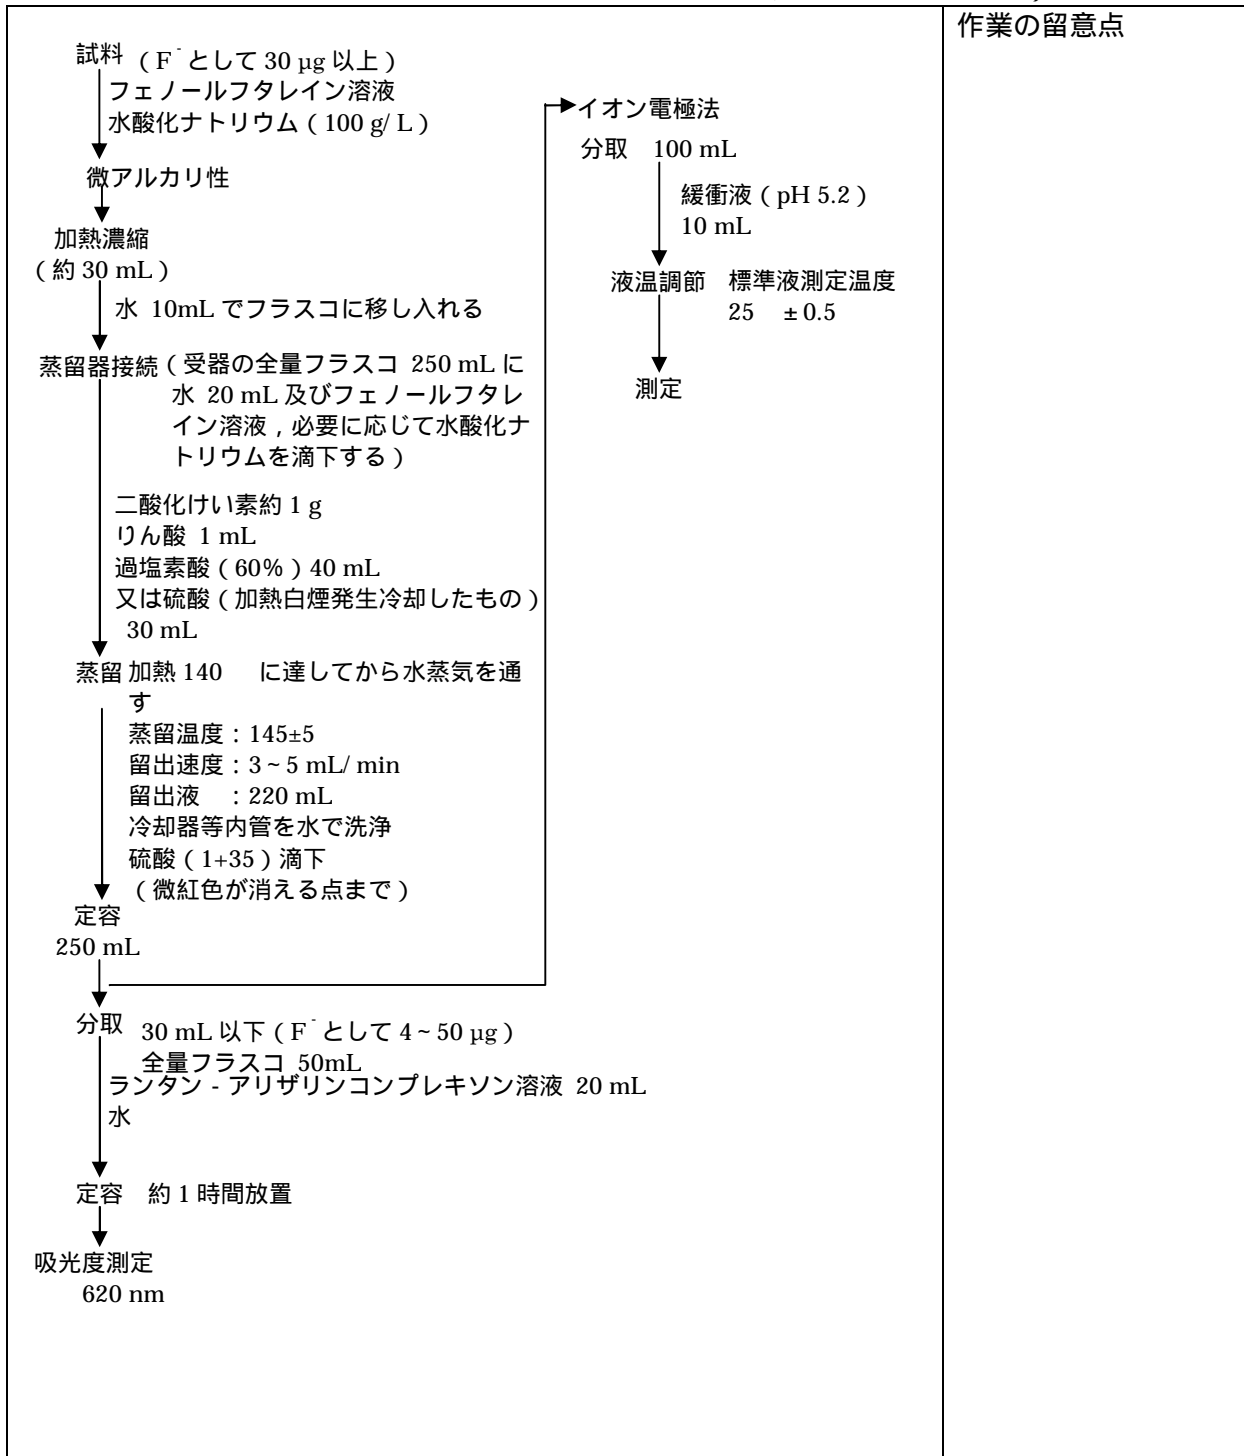 試料 （F⁻として 30 µg 以上）
フェノールフタレイン溶液
水酸化ナトリウム（100 g/ L）
微アルカリ性
加熱濃縮
（約 30 mL）
水 10mL でフラスコに移し入れる
蒸留器接続（受器の全量フラスコ 250 mL に
水 20 mL 及びフェノールフタレ
イン溶液，必要に応じて水酸化ナ
トリウムを滴下する）
二酸化けい素約 1 g
りん酸 1 mL
過塩素酸（60％）40 mL
又は硫酸（加熱白煙発生冷却したもの）
30 mL
蒸留 加熱 140 に達してから水蒸気を通
す
蒸留温度：145±5
留出速度：3～5 mL/ min
留出液 ：220 mL
冷却器等内管を水で洗浄
硫酸（1+35）滴下
（微紅色が消える点まで）
定容
250 mL
分取 30 mL 以下（F⁻として 4～50 µg）
全量フラスコ 50mL
ランタン - アリザリンコンプレキソン溶液 20 mL
水
定容 約 1 時間放置
吸光度測定
620 nm
イオン電極法
分取 100 mL
緩衝液（pH 5.2）
10 mL
液温調節 標準液測定温度
25 ±0.5
測定
作業の留意点